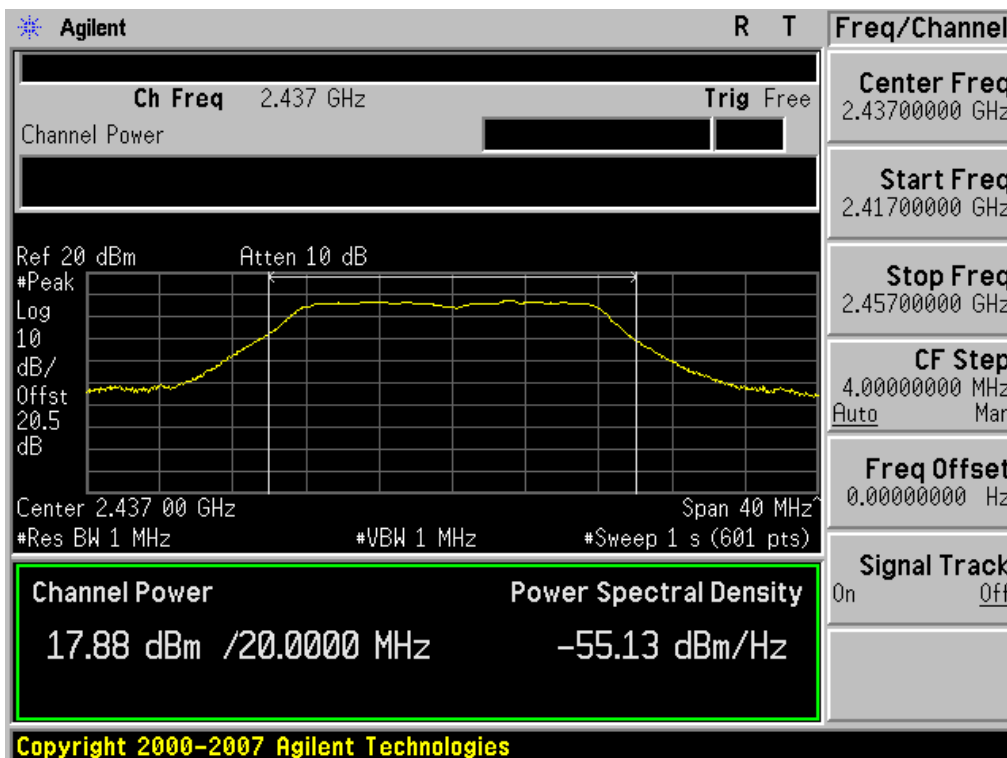 Agilent R T Freq/Channel
Ch Freq 2.437 GHz Trig Free
Channel Power
Center Freq
2.43700000 GHz
Start Freq
2.41700000 GHz
Stop Freq
2.45700000 GHz
CF Step
4.00000000 MHz
Auto Man
Freq Offset
0.00000000 Hz
Signal Track
On Off
Ref 20 dBm Atten 10 dB
#Peak
Log
10
dB/
Offst
20.5
dB
Center 2.437 00 GHz Span 40 MHz^
#Res BW 1 MHz #VBW 1 MHz #Sweep 1 s (601 pts)
Channel Power Power Spectral Density
17.88 dBm /20.0000 MHz -55.13 dBm/Hz
Copyright 2000-2007 Agilent Technologies